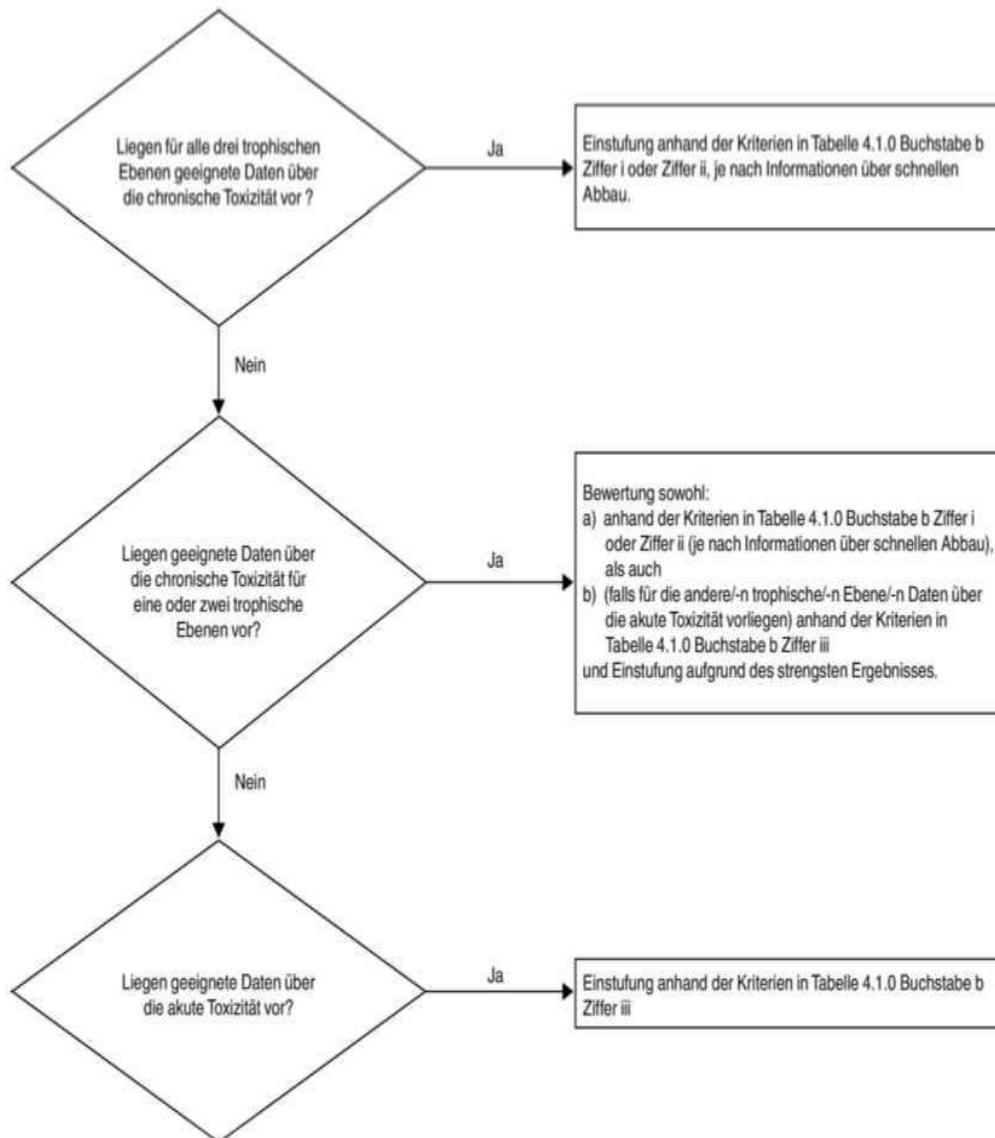 Liegen für alle drei trophischen
Ebenen geeignete Daten über
die chronische Toxizität vor ?
Ja
Einstufung anhand der Kriterien in Tabelle 4.1.0 Buchstabe b
Ziffer i oder Ziffer ii, je nach Informationen über schnellen
Abbau.
Nein
Liegen geeignete Daten über
die chronische Toxizität für
eine oder zwei trophische
Ebenen vor?
Ja
Bewertung sowohl:
a) anhand der Kriterien in Tabelle 4.1.0 Buchstabe b Ziffer i
oder Ziffer ii (je nach Informationen über schnellen Abbau),
als auch
b) (falls für die andere/-n trophische/-n Ebene/-n Daten über
die akute Toxizität vorliegen) anhand der Kriterien in
Tabelle 4.1.0 Buchstabe b Ziffer iii
und Einstufung aufgrund des strengsten Ergebnisses.
Nein
Liegen geeignete Daten über
die akute Toxizität vor?
Ja
Einstufung anhand der Kriterien in Tabelle 4.1.0 Buchstabe b
Ziffer iii